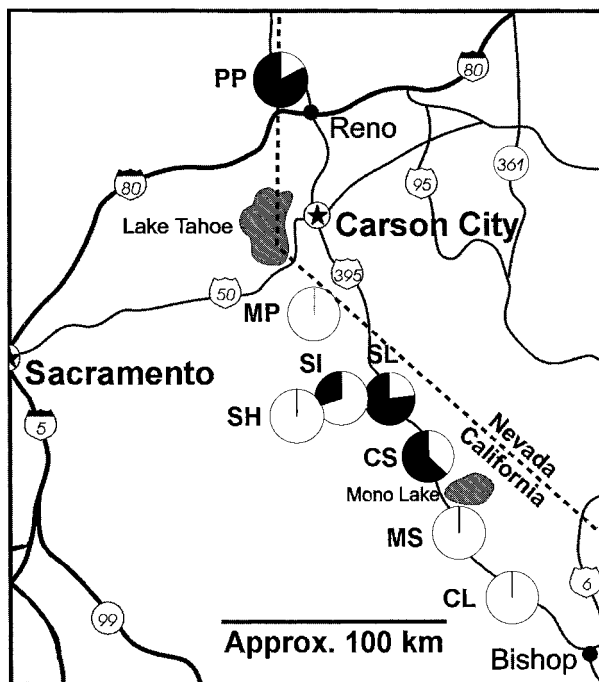 80
PP
Reno
361
95
80
Lake Tahoe
Carson City
395
50
MP
SI
SL
Sacramento
SH
5
CS
Nevada
California
Mono Lake
MS
6
CL
99
Approx. 100 km
Bishop